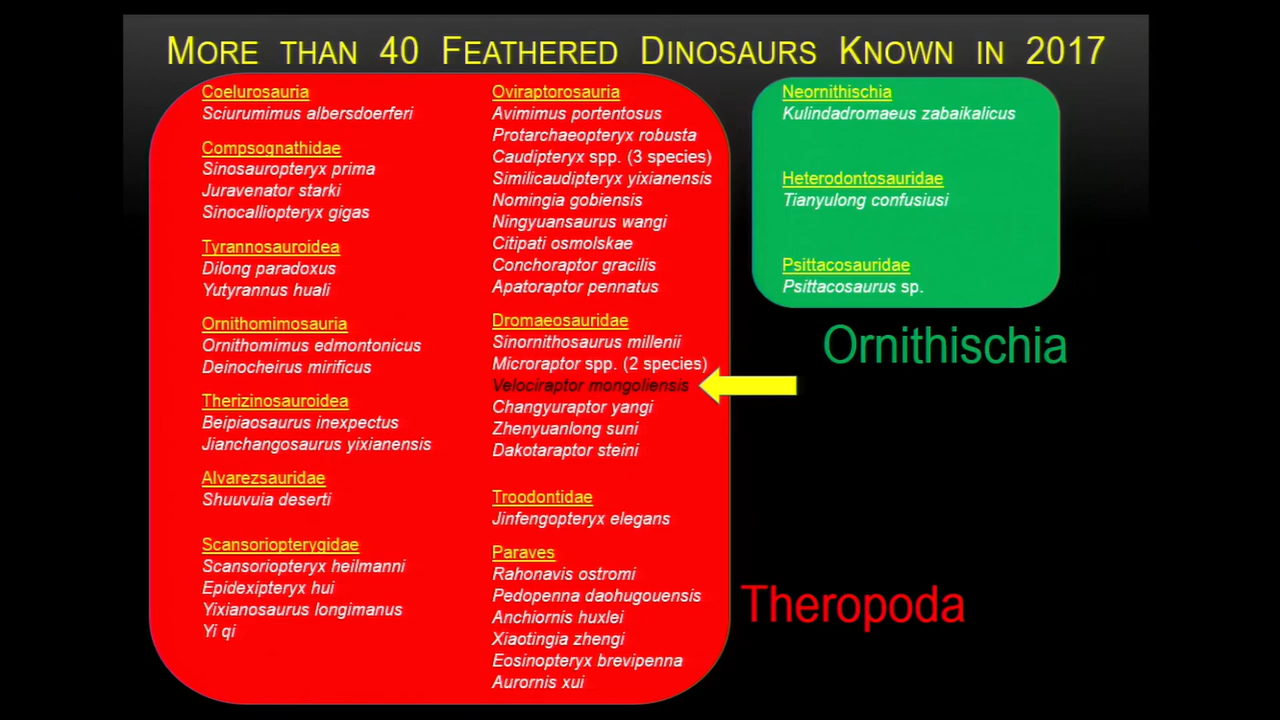 MORE THAN 40 FEATHERED DINOSAURS KNOWN IN 2017
Coelurosauria
Sciurumimus albersdoerferi
Compsognathidae
Sinosauropteryx prima
Juravenator starki
Sinocalliopteryx gigas
Tyrannosauroidea
Dilong paradoxus
Yutyrannus huali
Ornithomimosauria
Ornithomimus edmontonicus
Deinocheirus mirificus
Therizinosauroidea
Beipiaosaurus inexpectus
Jianchangosaurus yixianensis
Alvarezsauridae
Shuuvuia deserti
Scansoriopterygidae
Scansoriopteryx heilmanni
Epidexipteryx hui
Yixianosaurus longimanus
Yi qi
Oviraptorosauria
Avimimus portentosus
Protarchaeopteryx robusta
Caudipteryx spp. (3 species)
Similicaudipteryx yixianensis
Nomingia gobiensis
Ningyuansaurus wangi
Citipati osmolskae
Conchoraptor gracilis
Apatoraptor pennatus
Dromaeosauridae
Sinornithosaurus millenii
Microraptor spp. (2 species)
Velociraptor mongoliensis
Changyuraptor yangi
Zhenyuanlong suni
Dakotaraptor steini
Troodontidae
Jinfengopteryx elegans
Paraves
Rahonavis ostromi
Pedopenna daohugouensis
Anchiornis huxlei
Xiaotingia zhengi
Eosinopteryx brevipenna
Aurornis xui
Neornithischia
Kulindadromaeus zabaikalicus
Heterodontosauridae
Tianyulong confusiusi
Psittacosauridae
Psittacosaurus sp.
Ornithischia
Theropoda